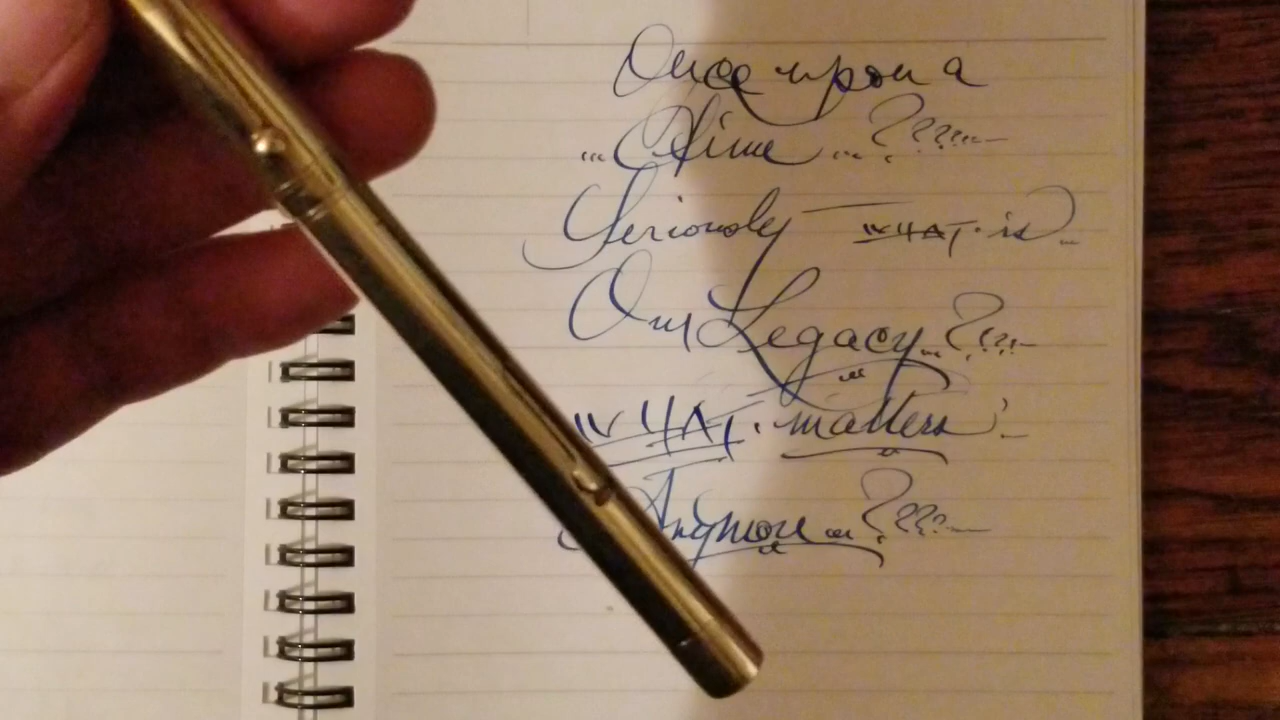 Once upon a
...Time...????...
Seriously WHAT is...
Our Legacy...????
WHAT matters?
Anymore...????